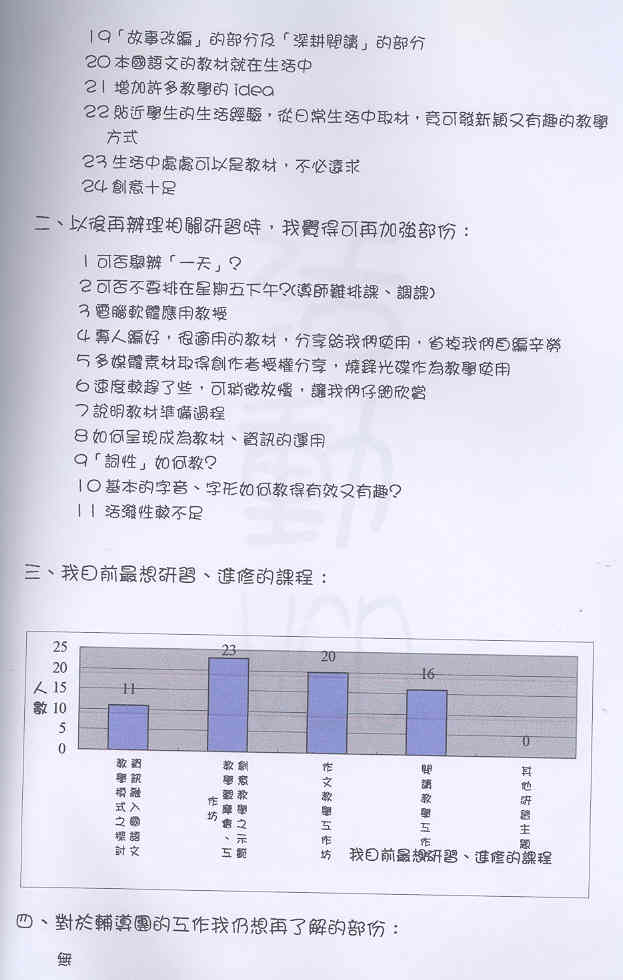 19「故事改編」的部分及「深耕閱讀」的部分
20本國語文的教材就在生活中
21增加許多教學的idea
22貼近學生的生活經驗，從日常生活中取材，竟可發新穎又有趣的教學
方式
23生活中處處可以是教材，不必遠求
24創意十足
二、以後再辦理相關研習時，我覺得可再加強部份：
1可否舉辦「一天」?
2可否不要排在星期五下午?(導師難排課、調課)
3電腦軟體應用教授
4專人編好，很適用的教材，分享給我們使用，省掉我們自編辛勞
5多媒體素材取得創作者授權分享，燒錄光碟作為教學使用
6速度較趕了些，可稍微放慢，讓我們仔細欣賞
7說明教材準備過程
8如何呈現成為教材、資訊的運用
9「詞性」如何教?
10基本的字音、字形如何教得有效又有趣?
11活潑性較不足
三、我目前最想研習、進修的課程：
人數
25
20
15
10
5
0
11
23
20
16
0
資訊融入國語文
教學模式之探討
創意教學之示範
教學觀摩會、工
作坊
作文教學工作坊
閱讀教學工作
其他研習主題
我目前最想研習、進修的課程
四、對於輔導團的工作我仍想再了解的部份：
無